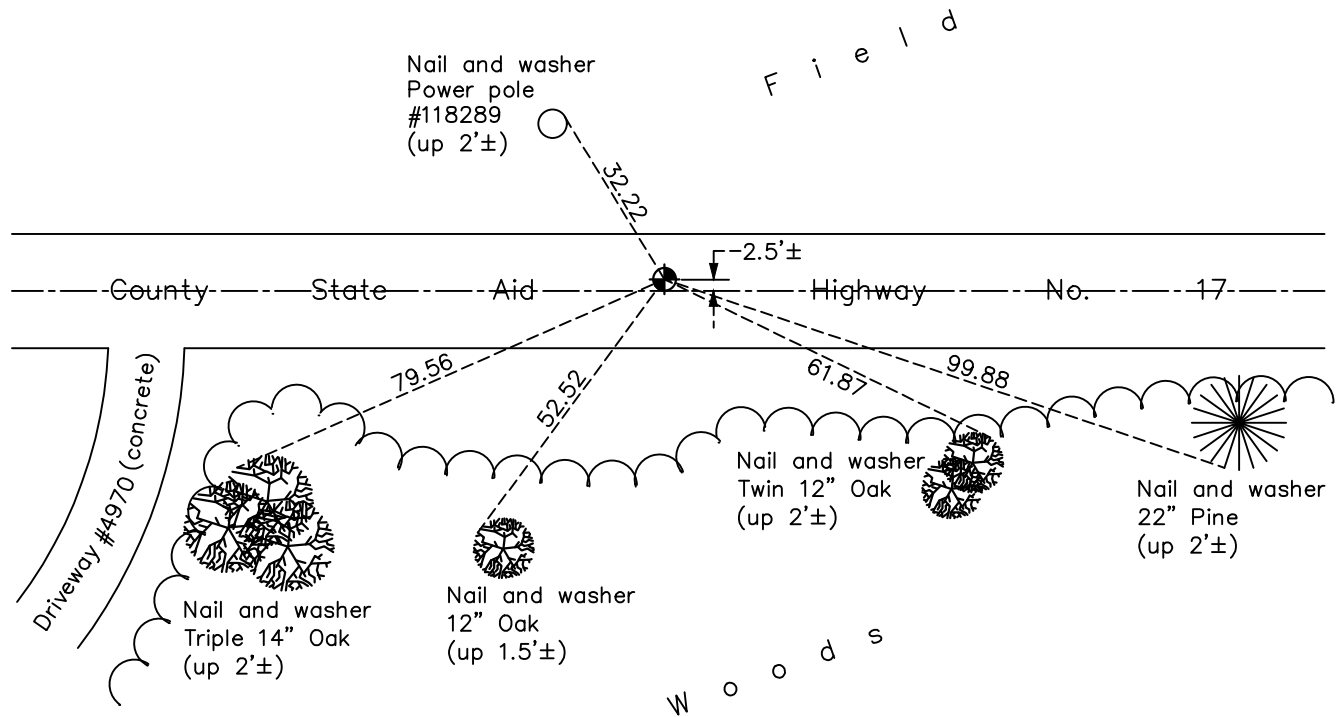 Field
Nail and washer
Power pole
#118289
(up 2'±)
32.22
2.5'±
County State Aid Highway No. 17
79.56
52.52
61.87
99.88
Driveway #4970 (concrete)
Nail and washer
Twin 12" Oak
(up 2'±)
Nail and washer
22" Pine
(up 2'±)
Nail and washer
Triple 14" Oak
(up 2'±)
Nail and washer
12" Oak
(up 1.5'±)
Woods